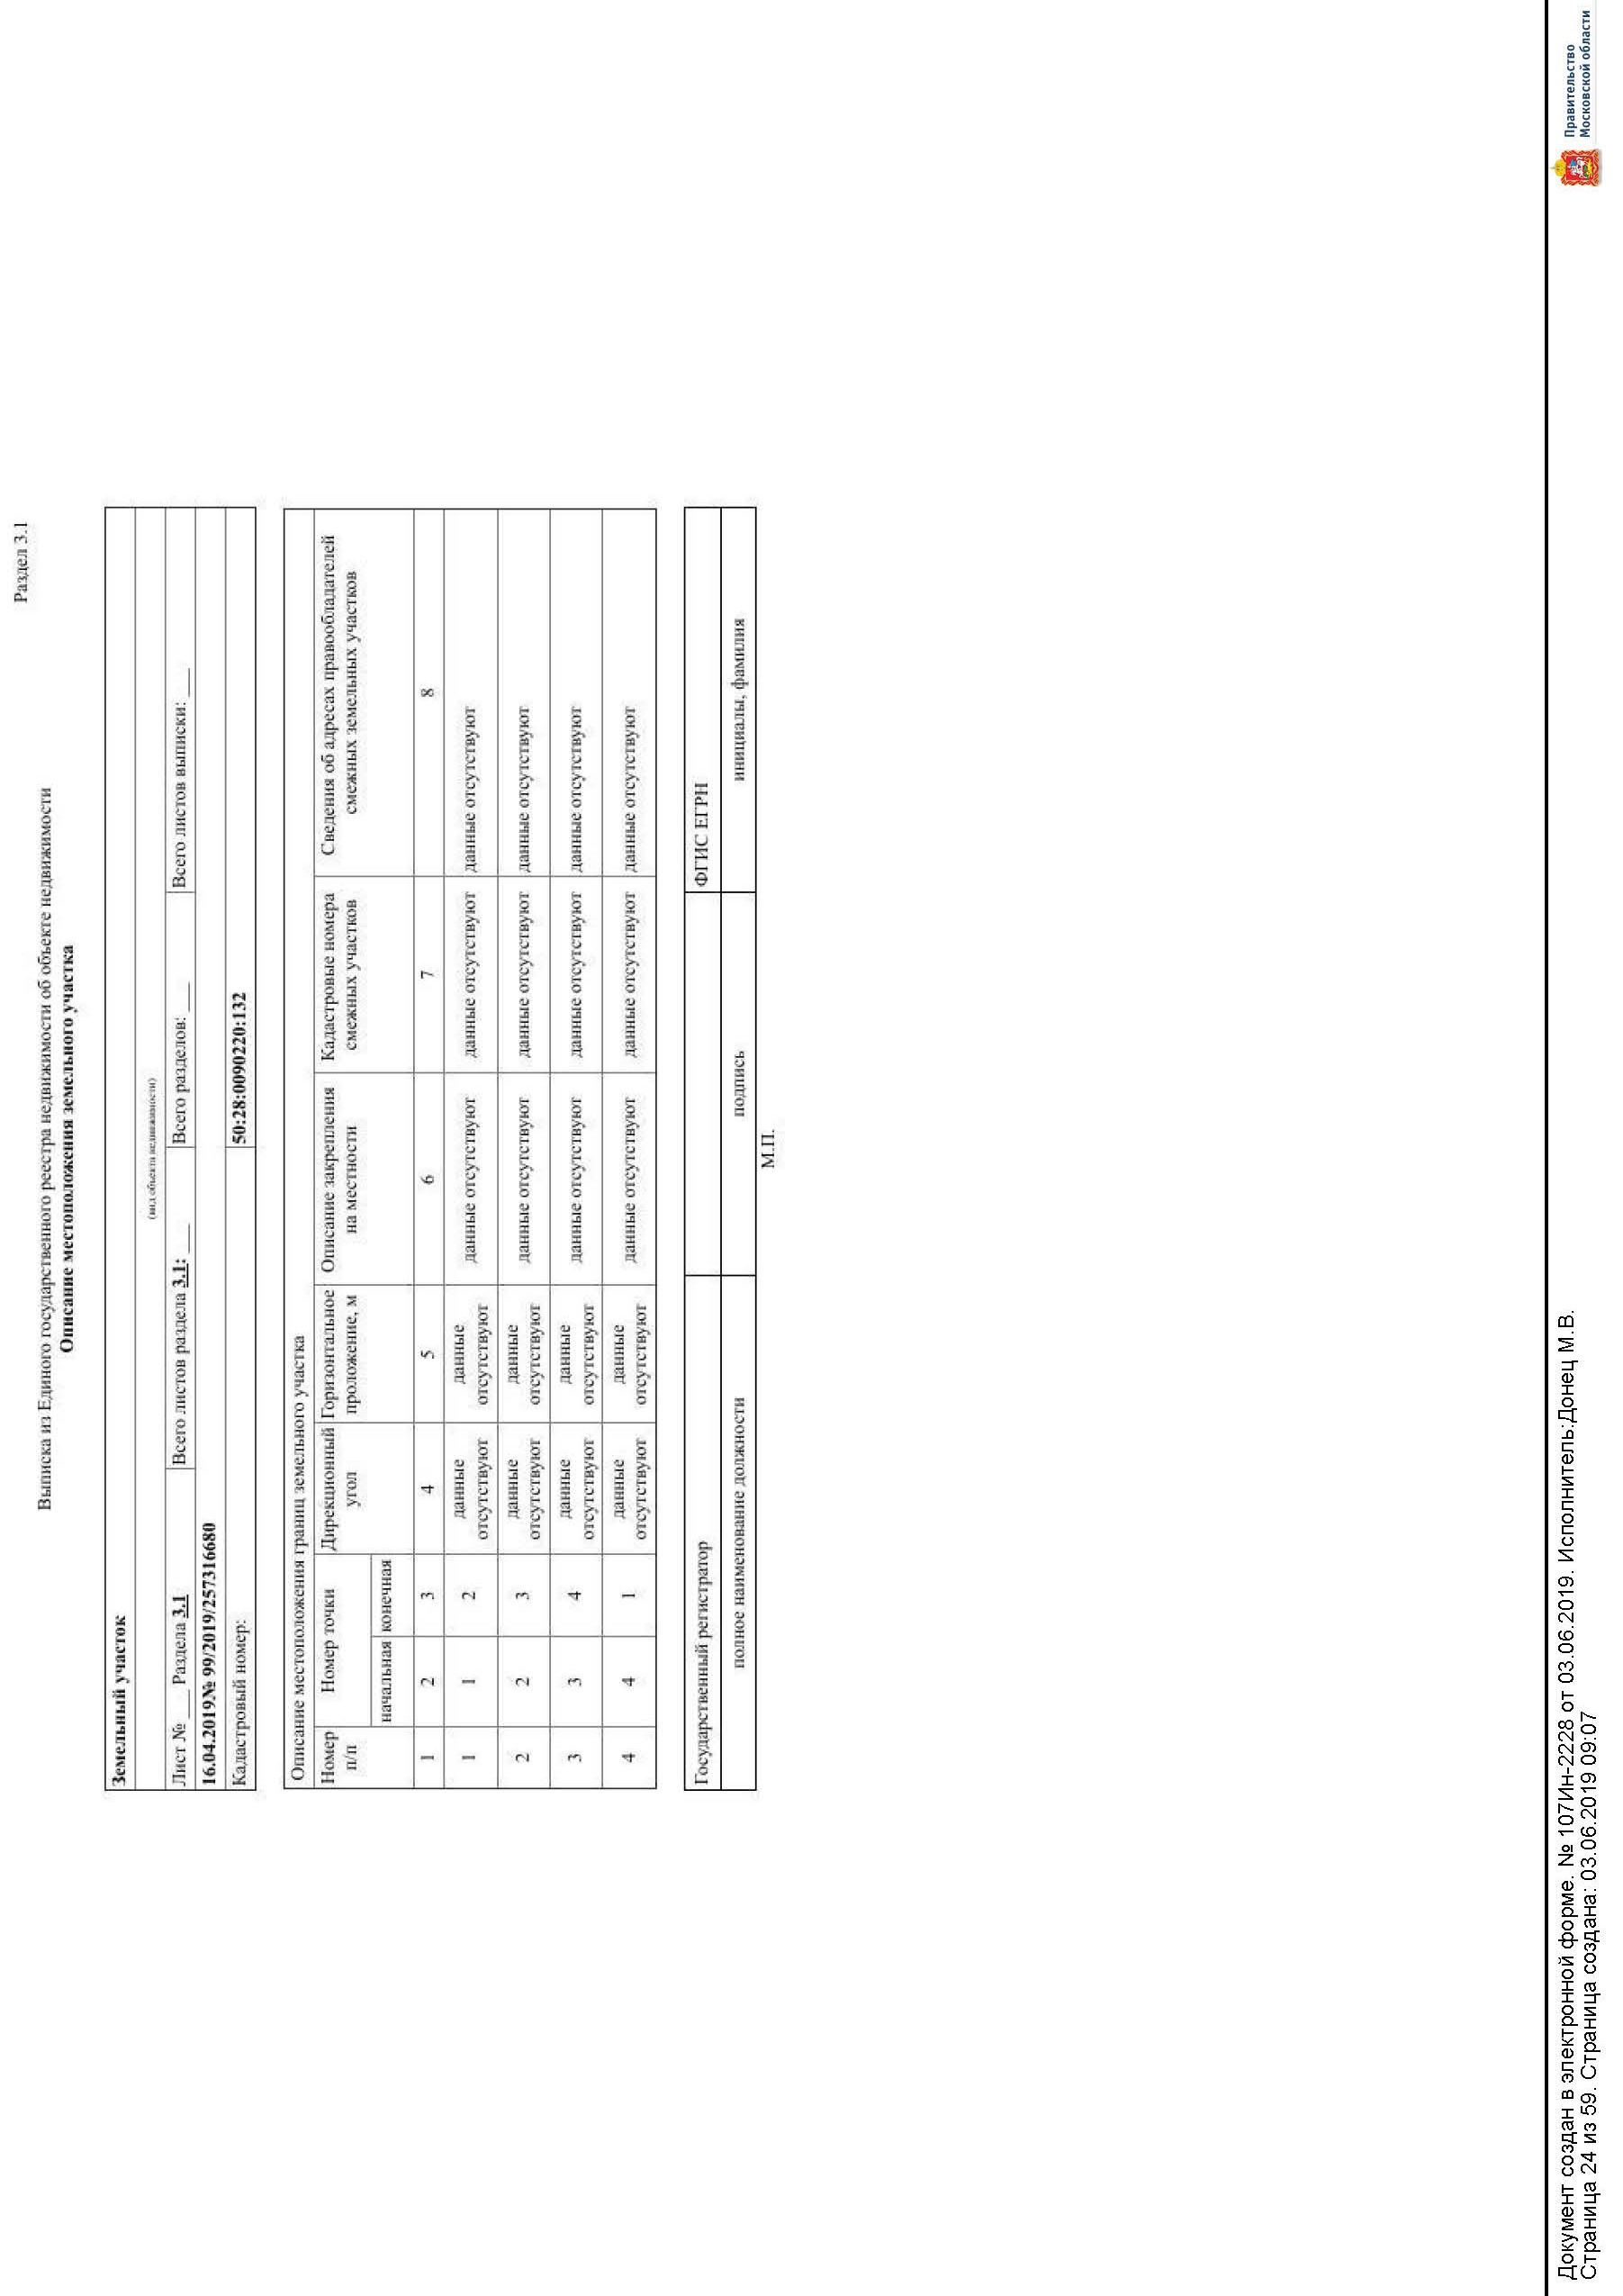 Раздел 3.1
Выписка из Единого государственного реестра недвижимости об объекте недвижимости
Описание местоположения земельного участка
Земельный участок
(вид объекта недвижимости)
Лист № ___ Раздела 3.1 Всего листов раздела 3.1: ___ Всего разделов: ___ Всего листов выписки: ___
16.04.2019№ 99/2019/257316680
Кадастровый номер: 50:28:0090220:132
Описание местоположения границ земельного участка
Номер Номер точки Дирекционный Горизонтальное Описание закрепления Кадастровые номера Сведения об адресах правообладателей
п/п угол проложение, м на местности смежных участков смежных земельных участков
начальная конечная
1 2 3 4 5 6 7 8
1 1 2 данные данные данные отсутствуют данные отсутствуют данные отсутствуют
отсутствуют отсутствуют
2 2 3 данные данные данные отсутствуют данные отсутствуют данные отсутствуют
отсутствуют отсутствуют
3 3 4 данные данные данные отсутствуют данные отсутствуют данные отсутствуют
отсутствуют отсутствуют
4 4 1 данные данные данные отсутствуют данные отсутствуют данные отсутствуют
отсутствуют отсутствуют
Государственный регистратор ФГИС ЕГРН
полное наименование должности подпись инициалы, фамилия
М.П.
Документ создан в электронной форме. № 107Ин-2228 от 03.06.2019. Исполнитель:Донец М.В.
Страница 24 из 59. Страница создана: 03.06.2019 09:07
Правительство
Московской области